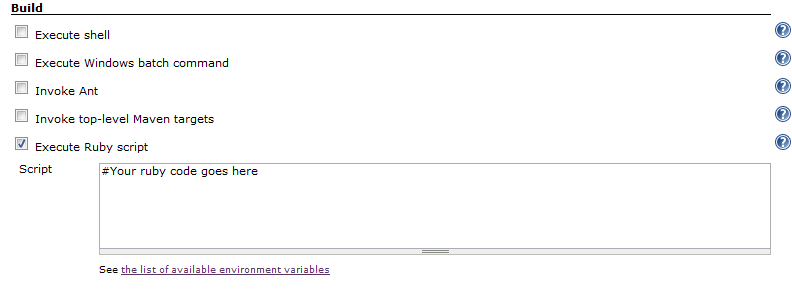 Build
Execute shell
Execute Windows batch command
Invoke Ant
Invoke top-level Maven targets
Execute Ruby script
Script
#Your ruby code goes here
See the list of available environment variables